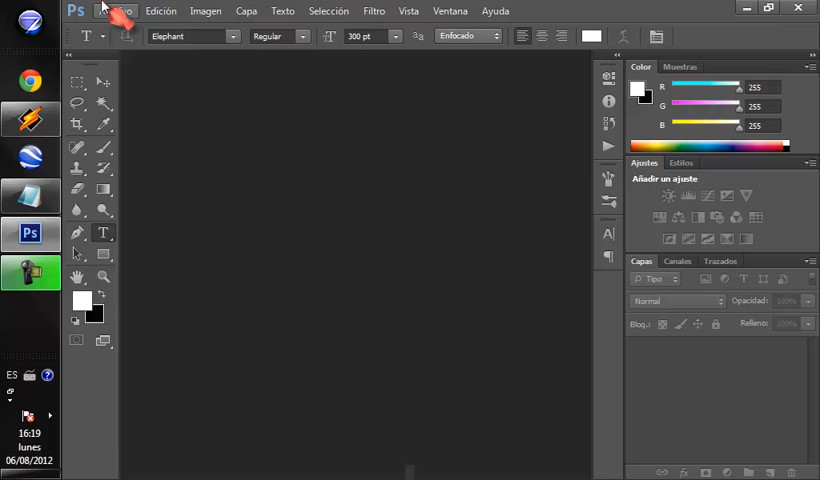 Ps Edición Imagen Capa Texto Selección Filtro Vista Ventana Ayuda
T Elephant Regular T 300 pt aa Enfocado
Color Muestras
R 255
G 255
B 255
Ajustes Estilos
Añadir un ajuste
Capas Canales Trazados
Tipo T
Normal Opacidad: 100%
Bloq.: Relleno: 100%
T
A
Ps
ES
16:19
lunes
06/08/2012
fx